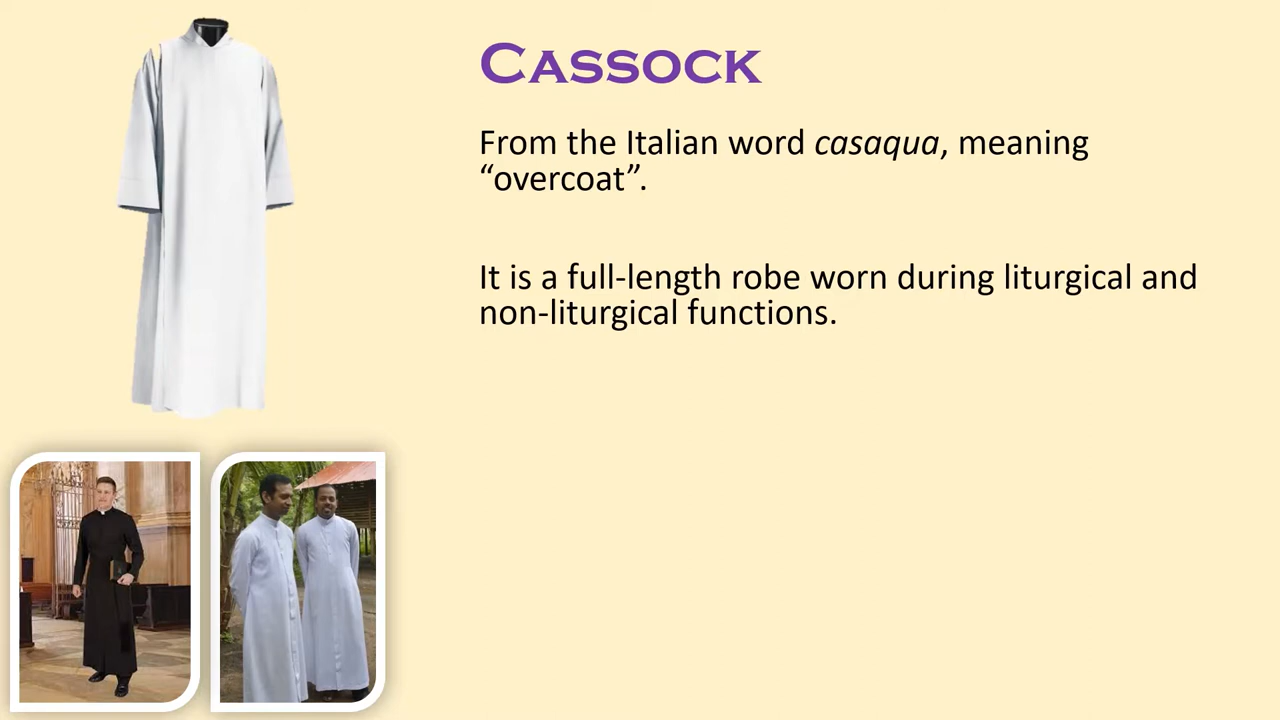 Cassock
From the Italian word casaqua, meaning
“overcoat”.
It is a full-length robe worn during liturgical and
non-liturgical functions.